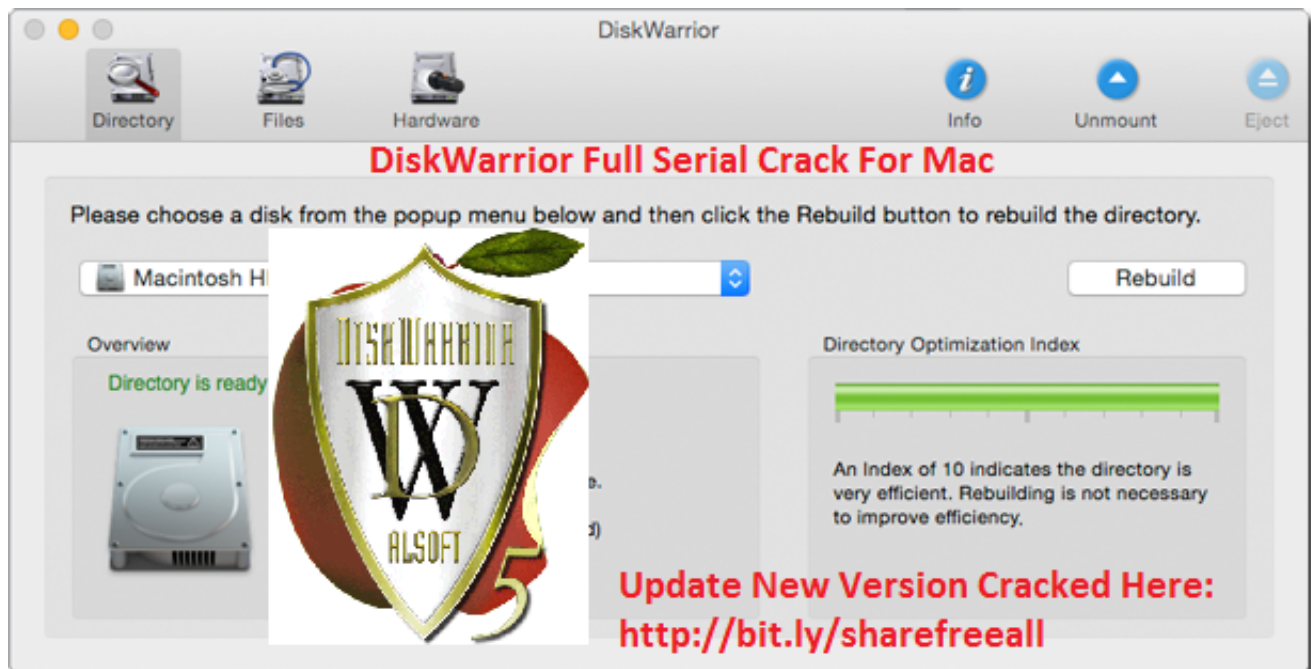 DiskWarrior
Directory
Files
Hardware
Info
Unmount
Eject
DiskWarrior Full Serial Crack For Mac
Please choose a disk from the popup menu below and then click the Rebuild button to rebuild the directory.
Macintosh
Rebuild
Overview
Directory Optimization Index
Directory is ready
DISKWARRIOR
DW
ALSOFT
5
An Index of 10 indicates the directory is
very efficient. Rebuilding is not necessary
to improve efficiency.
Update New Version Cracked Here:
http://bit.ly/sharefreeall